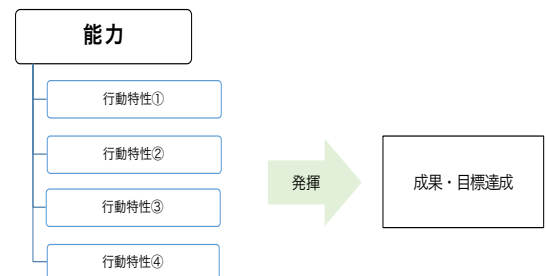 能力
行動特性①
行動特性②
行動特性③
行動特性④
発揮
成果・目標達成